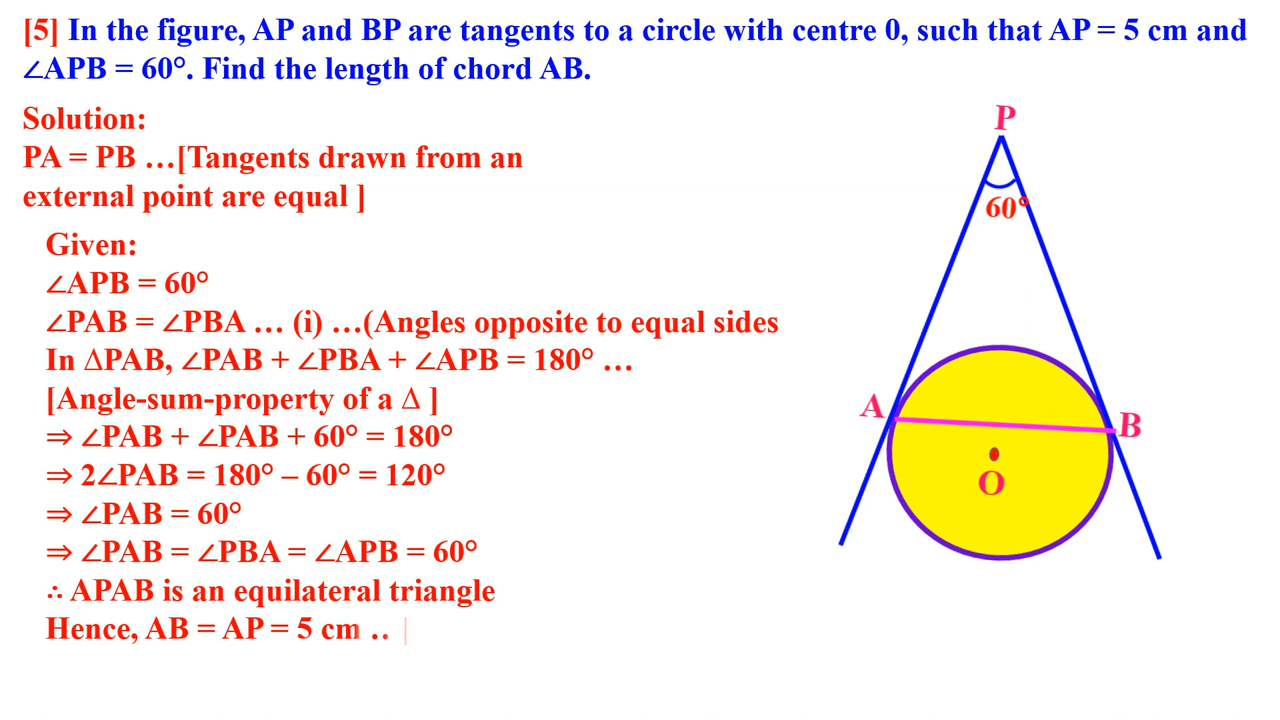 [5] In the figure, AP and BP are tangents to a circle with centre 0, such that AP = 5 cm and
∠APB = 60°. Find the length of chord AB.
Solution:
PA = PB ...[Tangents drawn from an
external point are equal ]
Given:
∠APB = 60°
∠PAB = ∠PBA ... (i) ...(Angles opposite to equal sides
In ∆PAB, ∠PAB + ∠PBA + ∠APB = 180° ...
[Angle-sum-property of a ∆ ]
⇒ ∠PAB + ∠PAB + 60° = 180°
⇒ 2∠PAB = 180° – 60° = 120°
⇒ ∠PAB = 60°
⇒ ∠PAB = ∠PBA = ∠APB = 60°
∴ APAB is an equilateral triangle
Hence, AB = AP = 5 cm ..
P
60°
A
B
O